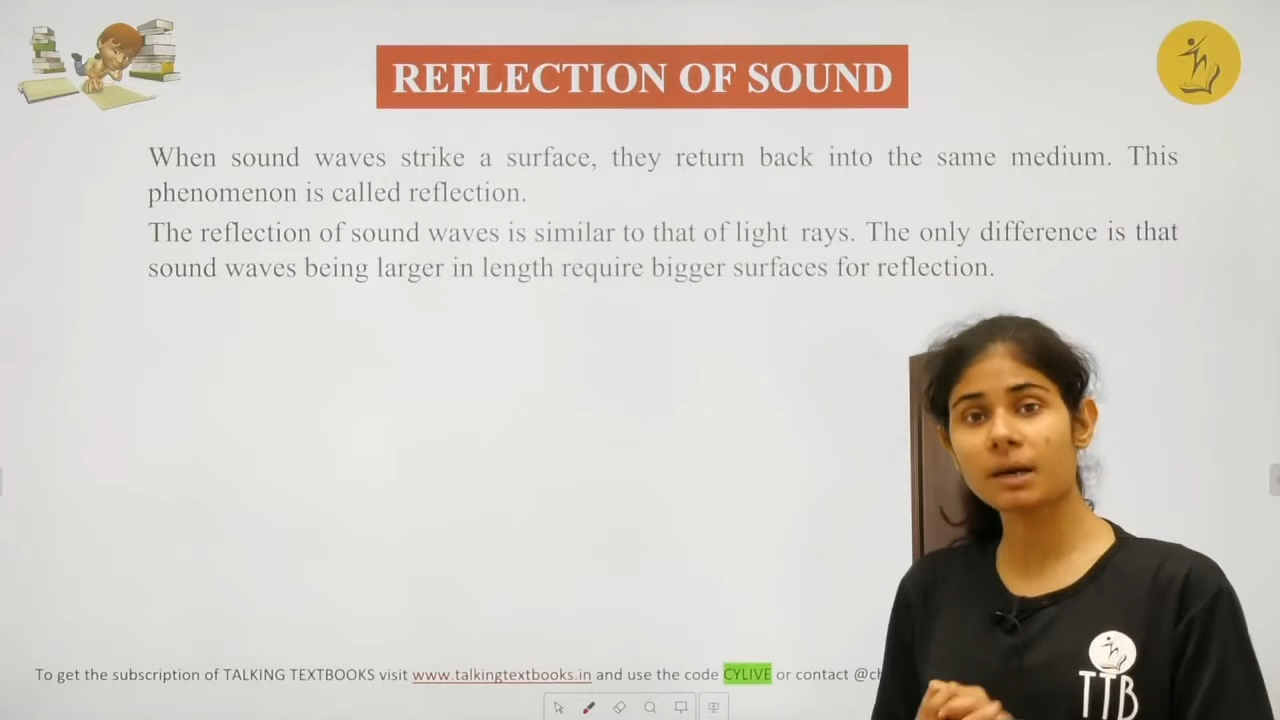 REFLECTION OF SOUND
When sound waves strike a surface, they return back into the same medium. This
phenomenon is called reflection.
The reflection of sound waves is similar to that of light rays. The only difference is that
sound waves being larger in length require bigger surfaces for reflection.
To get the subscription of TALKING TEXTBOOKS visit www.talkingtextbooks.in and use the code CYLIVE or contact
TTB